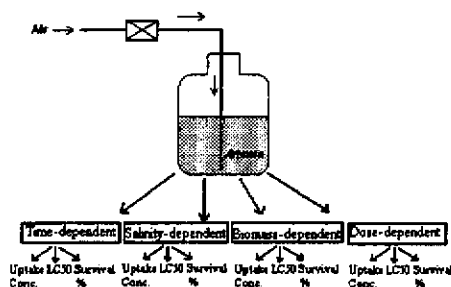 Air
Artemia
Time-dependent Salinity-dependent Biomass-dependent Dose-dependent
Uptake LC50 Survival Uptake LC50 Survival Uptake LC50 Survival Uptake LC50 Survival
Conc. % Conc. % Conc. % Conc. %